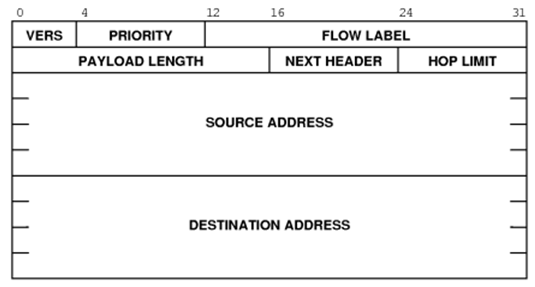 0 4 12 16 24 31
VERS PRIORITY FLOW LABEL
PAYLOAD LENGTH NEXT HEADER HOP LIMIT
SOURCE ADDRESS
DESTINATION ADDRESS